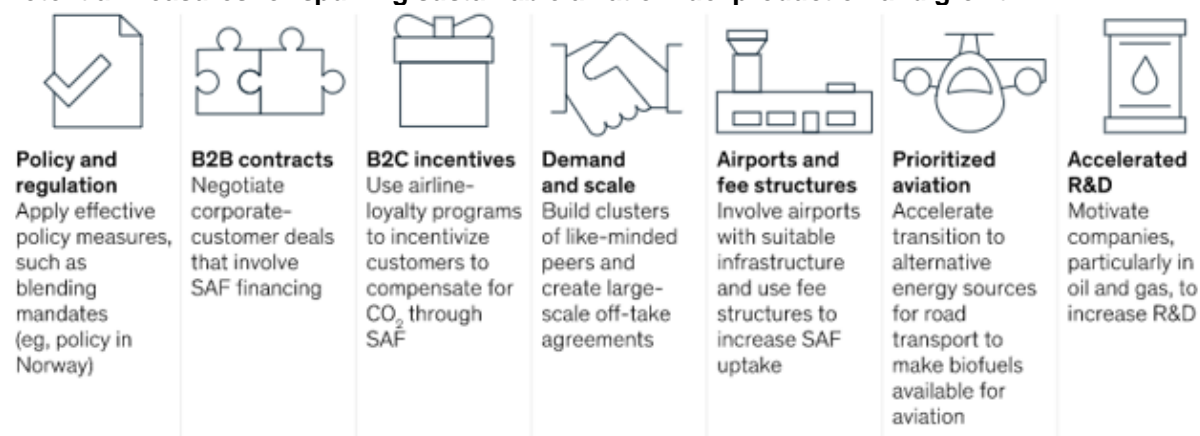 Policy and
regulation
Apply effective
policy measures,
such as
blending
mandates
(eg, policy in
Norway)
B2B contracts
Negotiate
corporate-
customer deals
that involve
SAF financing
B2C incentives
Use airline-
loyalty programs
to incentivize
customers to
compensate for
CO₂ through
SAF
Demand
and scale
Build clusters
of like-minded
peers and
create large-
scale off-take
agreements
Airports and
fee structures
Involve airports
with suitable
infrastructure
and use fee
structures to
increase SAF
uptake
Prioritized
aviation
Accelerate
transition to
alternative
energy sources
for road
transport to
make biofuels
available for
aviation
Accelerated
R&D
Motivate
companies,
particularly in
oil and gas, to
increase R&D